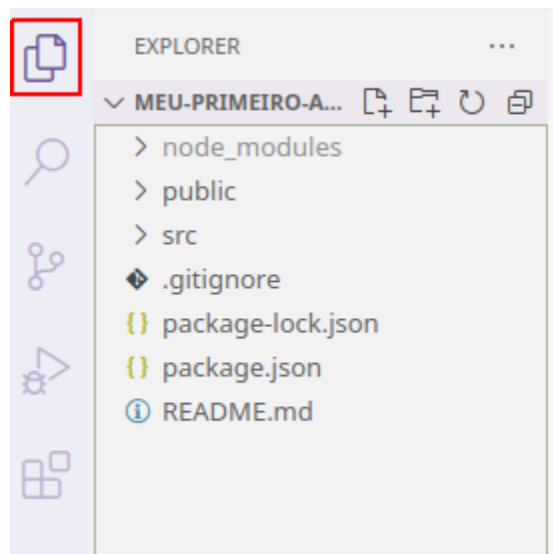 EXPLORER
MEU-PRIMEIRO-A...
node_modules
public
src
.gitignore
{} package-lock.json
{} package.json
README.md